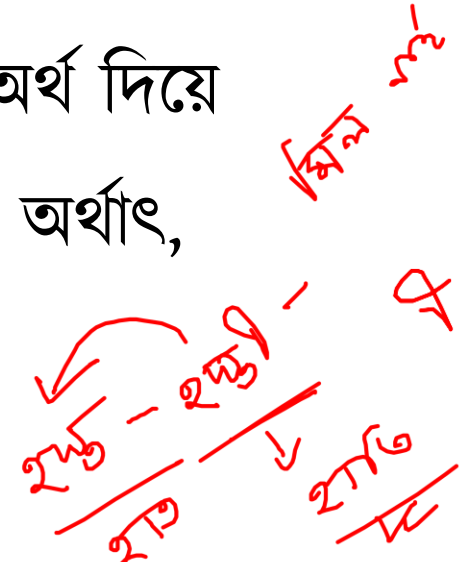 অর্থ দিয়ে
অর্থাৎ,
মিল নেই
হস্ত - হস্তী -
হাত
হাতি